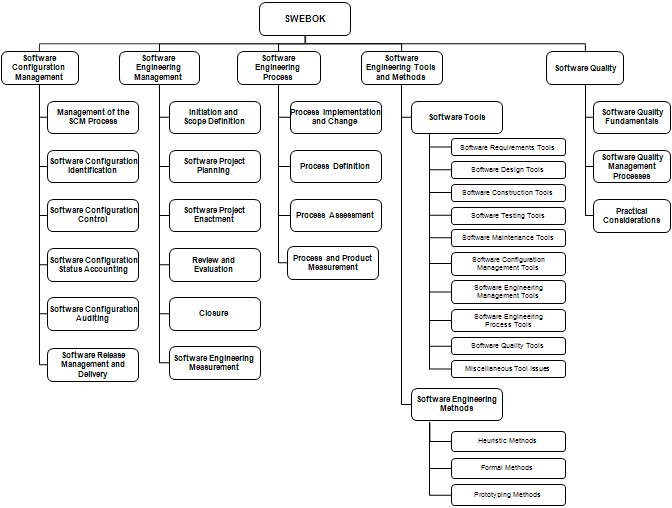 SWEBOK
Software
Configuration
Management
Management of the
SCM Process
Software Configuration
Identification
Software Configuration
Control
Software Configuration
Status Accounting
Software Configuration
Auditing
Software Release
Management and
Delivery
Software
Engineering
Management
Initiation and
Scope Definition
Software Project
Planning
Software Project
Enactment
Review and
Evaluation
Closure
Software Engineering
Measurement
Software
Engineering
Process
Process Implementation
and Change
Process Definition
Process Assessment
Process and Product
Measurement
Software
Engineering Tools
and Methods
Software Tools
Software Requirements Tools
Software Design Tools
Software Construction Tools
Software Testing Tools
Software Maintenance Tools
Software Configuration
Management Tools
Software Engineering
Management Tools
Software Engineering
Process Tools
Software Quality Tools
Miscellaneous Tool Issues
Software Engineering
Methods
Heuristic Methods
Formal Methods
Prototyping Methods
Software Quality
Software Quality
Fundamentals
Software Quality
Management
Processes
Practical
Considerations